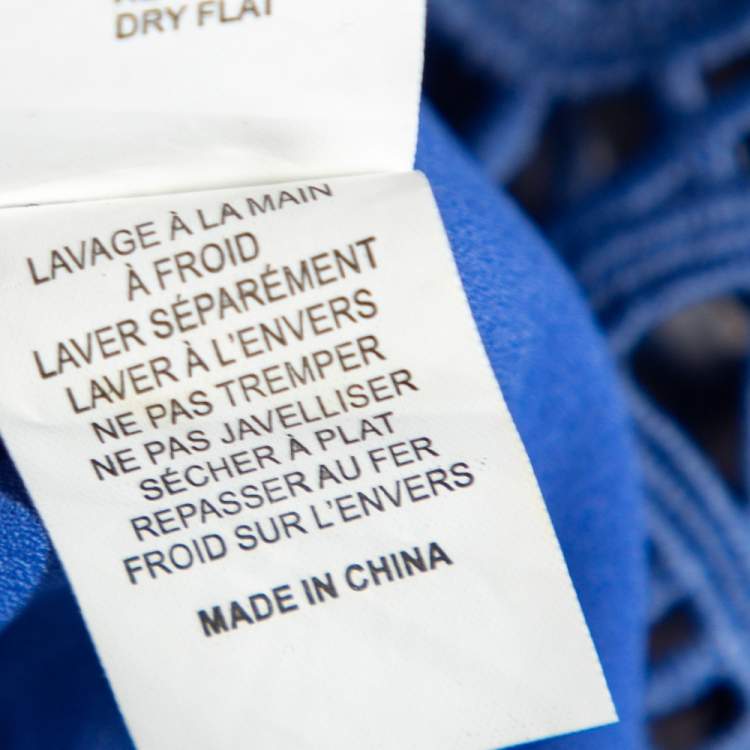 DRY FLAT
LAVAGE À LA MAIN
À FROID
LAVER SÉPARÉMENT
LAVER À L'ENVERS
NE PAS TREMPER
NE PAS JAVELLISER
SÉCHER À PLAT
REPASSER AU FER
FROID SUR L'ENVERS
MADE IN CHINA